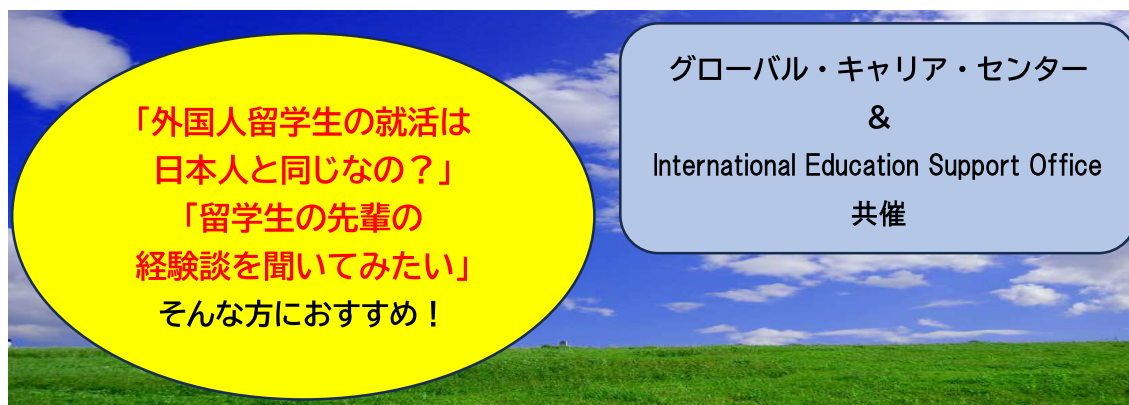 「外国人留学生の就活は
日本人と同じなの？」
「留学生の先輩の
経験談を聞いてみたい」
そんな方におすすめ！
グローバル・キャリア・センター
＆
International Education Support Office
共催